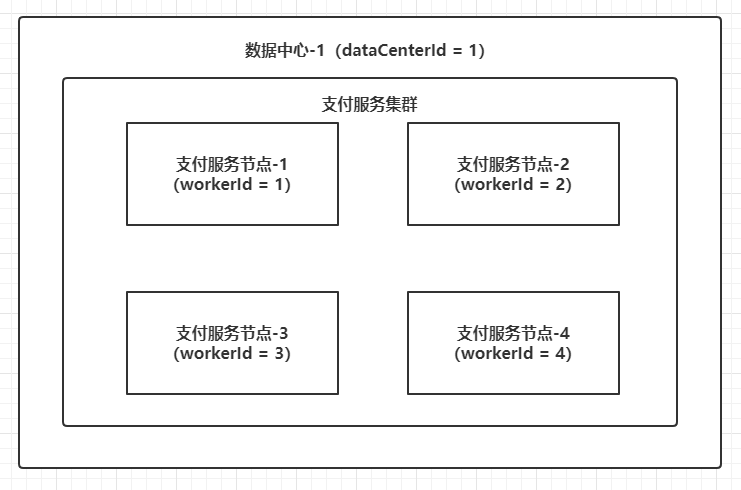 数据中心-1（dataCenterId = 1）
支付服务集群
支付服务节点-1
（workerId = 1）
支付服务节点-2
（workerId = 2）
支付服务节点-3
（workerId = 3）
支付服务节点-4
（workerId = 4）